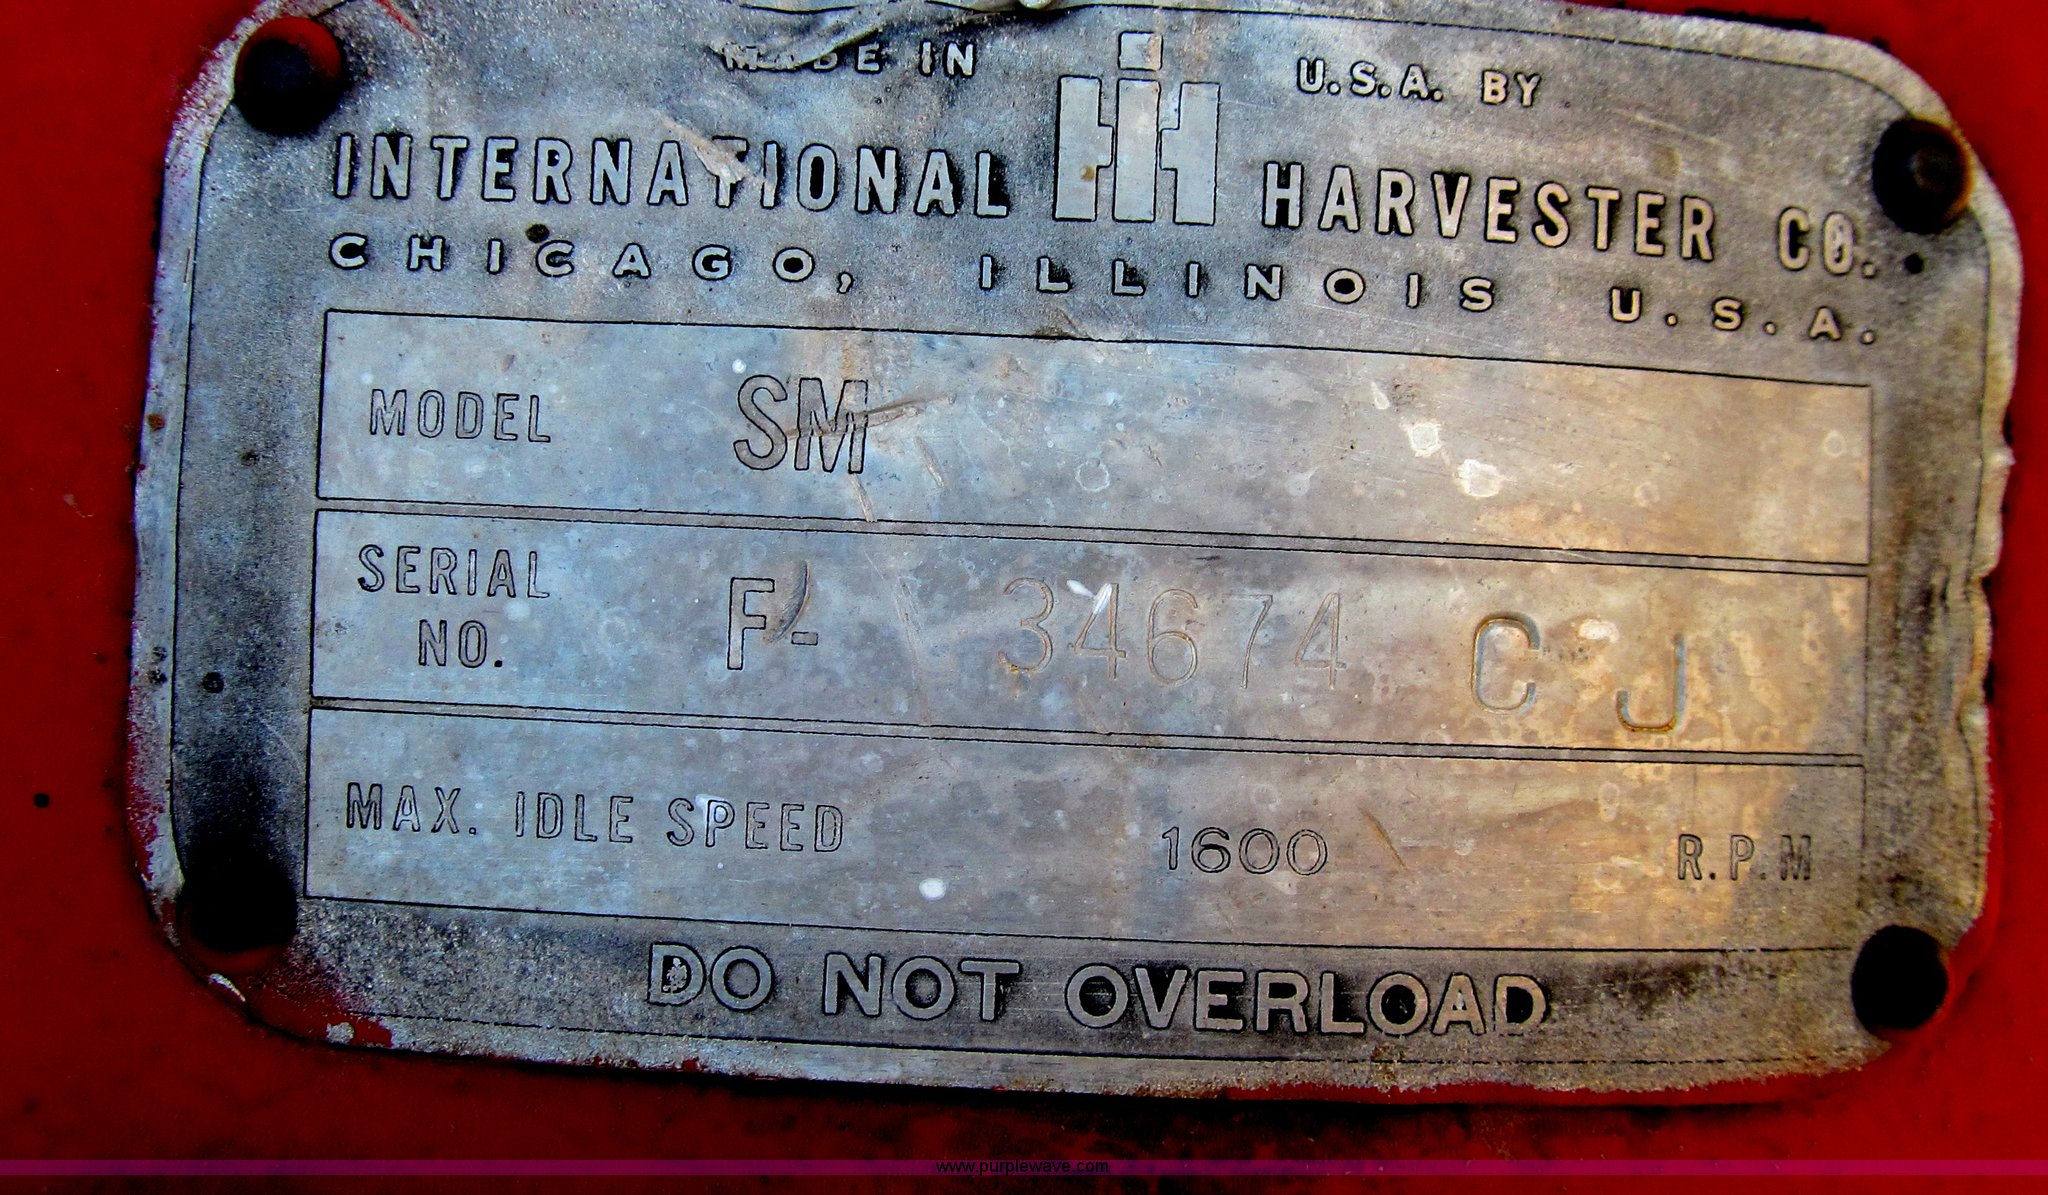 MADE IN U.S.A. BY
INTERNATIONAL IH HARVESTER CO.
CHICAGO, ILLINOIS U.S.A.
MODEL SM
SERIAL NO. F- 34674 C J
MAX. IDLE SPEED 1600 R.P.M
DO NOT OVERLOAD
www.purplewave.com